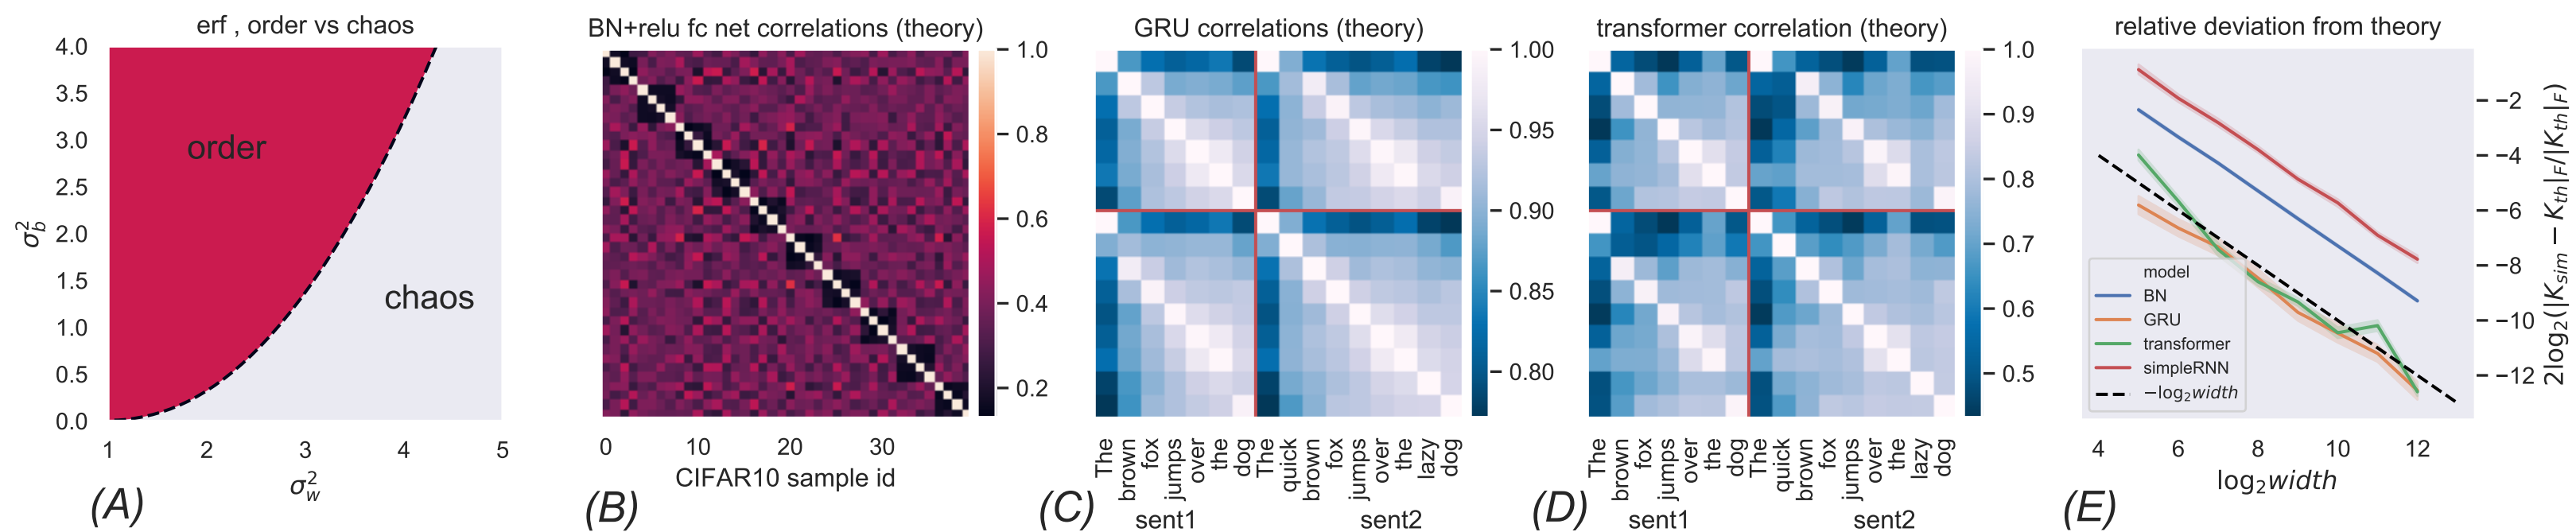 erf , order vs chaos
4.0
3.5
3.0
2.5
2.0
1.5
1.0
0.5
0.0
σ_b^2
order
chaos
1 2 3 4 5
σ_w^2
(A)
BN+relu fc net correlations (theory)
1.0
0.8
0.6
0.4
0.2
0 10 20 30
CIFAR10 sample id
(B)
GRU correlations (theory)
1.00
0.95
0.90
0.85
0.80
The brown fox jumps over the dog The quick brown fox jumps over the lazy dog
sent1 sent2
(C)
transformer correlation (theory)
1.0
0.9
0.8
0.7
0.6
0.5
The brown fox jumps over the dog The quick brown fox jumps over the lazy dog
sent1 sent2
(D)
relative deviation from theory
−2
−4
−6
−8
−10
−12
2log₂(|K_sim − K_th|_F/|K_th|_F)
model
BN
GRU
transformer
simpleRNN
−log₂width
4 6 8 10 12
log₂width
(E)